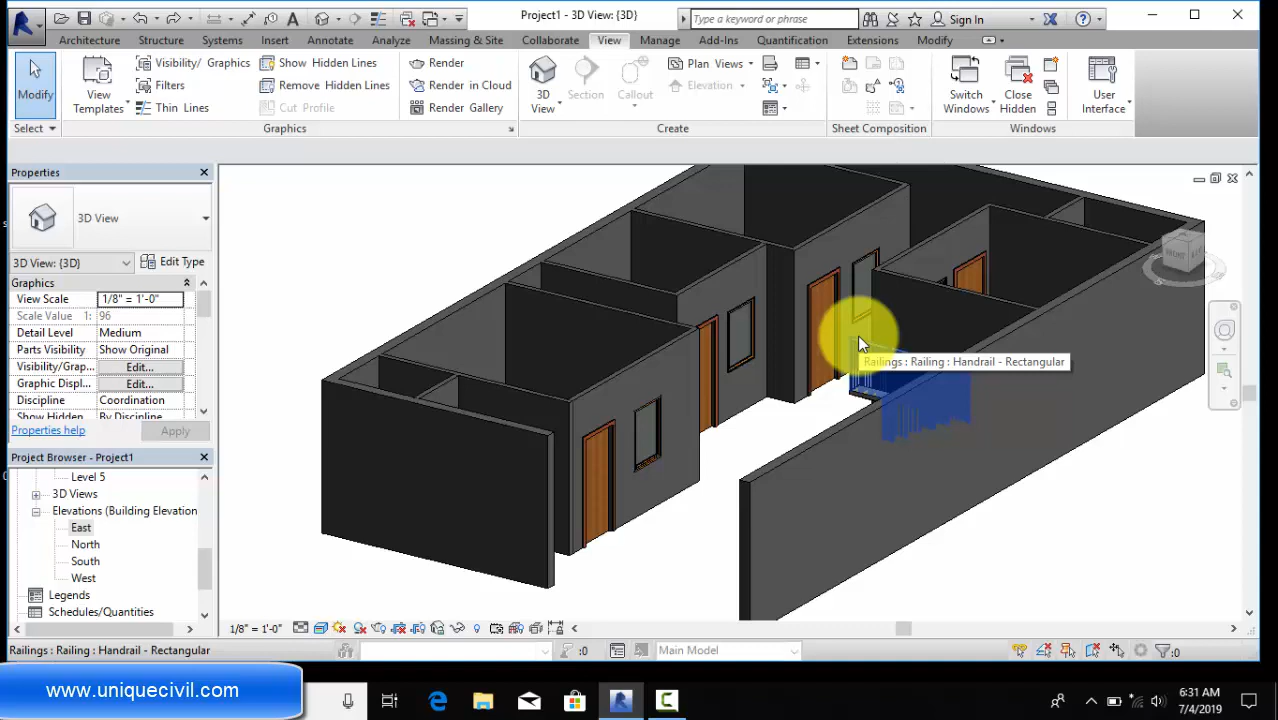 Project1 - 3D View: {3D}
Type a keyword or phrase
Sign In
Architecture Structure Systems Insert Annotate Analyze Massing & Site Collaborate View Manage Add-Ins Quantification Extensions Modify
Modify
View Templates
Visibility/ Graphics
Filters
Thin Lines
Show Hidden Lines
Remove Hidden Lines
Cut Profile
Render
Render in Cloud
Render Gallery
3D View
Section
Callout
Plan Views
Elevation
Switch Windows
Close Hidden
User Interface
Select
Graphics
Create
Sheet Composition
Windows
Properties
3D View
3D View: {3D}
Edit Type
Graphics
View Scale 1/8" = 1'-0"
Scale Value 1: 96
Detail Level Medium
Parts Visibility Show Original
Visibility/Grap... Edit...
Graphic Displ... Edit...
Discipline Coordination
Show Hidden By Discipline
Properties help
Apply
Project Browser - Project1
Level 5
3D Views
Elevations (Building Elevation
East
North
South
West
Legends
Schedules/Quantities
FRONT
Railings : Railing : Handrail - Rectangular
1/8" = 1'-0"
Railings : Railing : Handrail - Rectangular
:0
Main Model
:0
www.uniquecivil.com
6:31 AM
7/4/2019